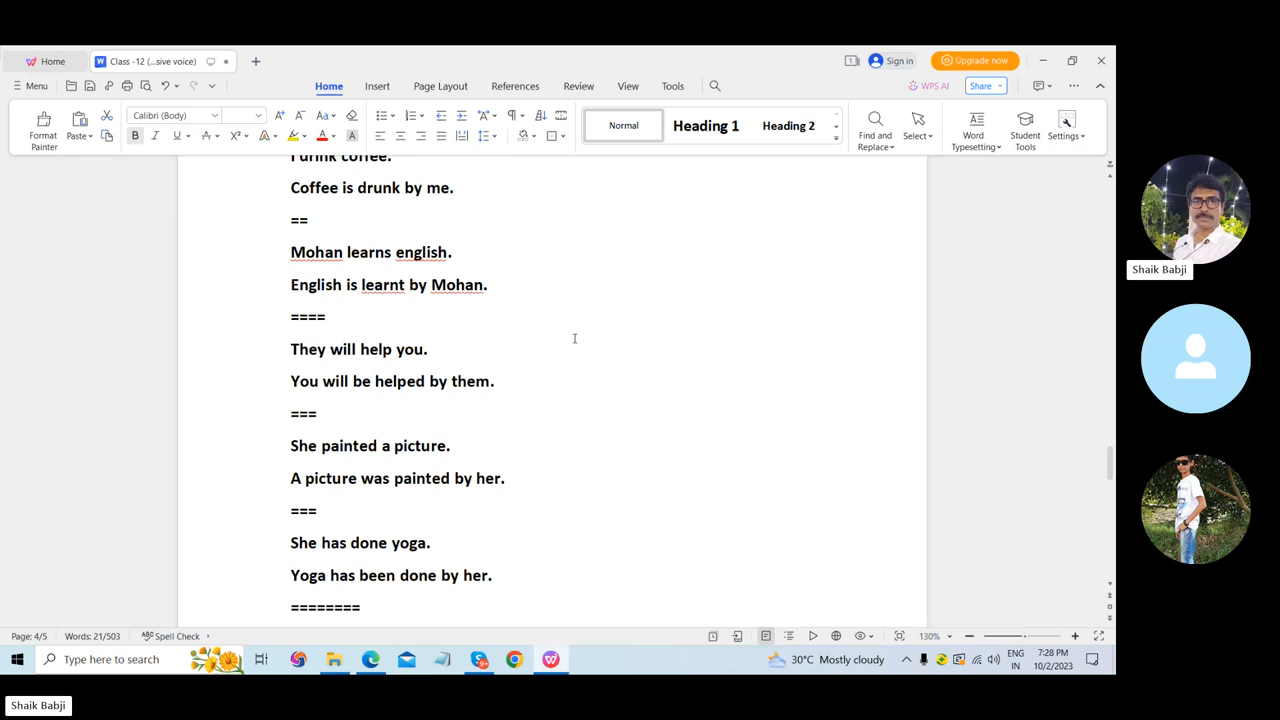 Home
Class -12 (...sive voice)
Sign in
Upgrade now
Menu
Home
Insert
Page Layout
References
Review
View
Tools
WPS AI
Share
Format
Painter
Paste
Calibri (Body)
Normal
Heading 1
Heading 2
Find and
Replace
Select
Word
Typesetting
Student
Tools
Settings
I drink coffee.
Coffee is drunk by me.
==
Mohan learns english.
English is learnt by Mohan.
====
They will help you.
You will be helped by them.
===
She painted a picture.
A picture was painted by her.
===
She has done yoga.
Yoga has been done by her.
========
Shaik Babji
Page: 4/5
Words: 21/503
Spell Check
130%
Type here to search
30°C Mostly cloudy
ENG
IN
7:28 PM
10/2/2023
Shaik Babji